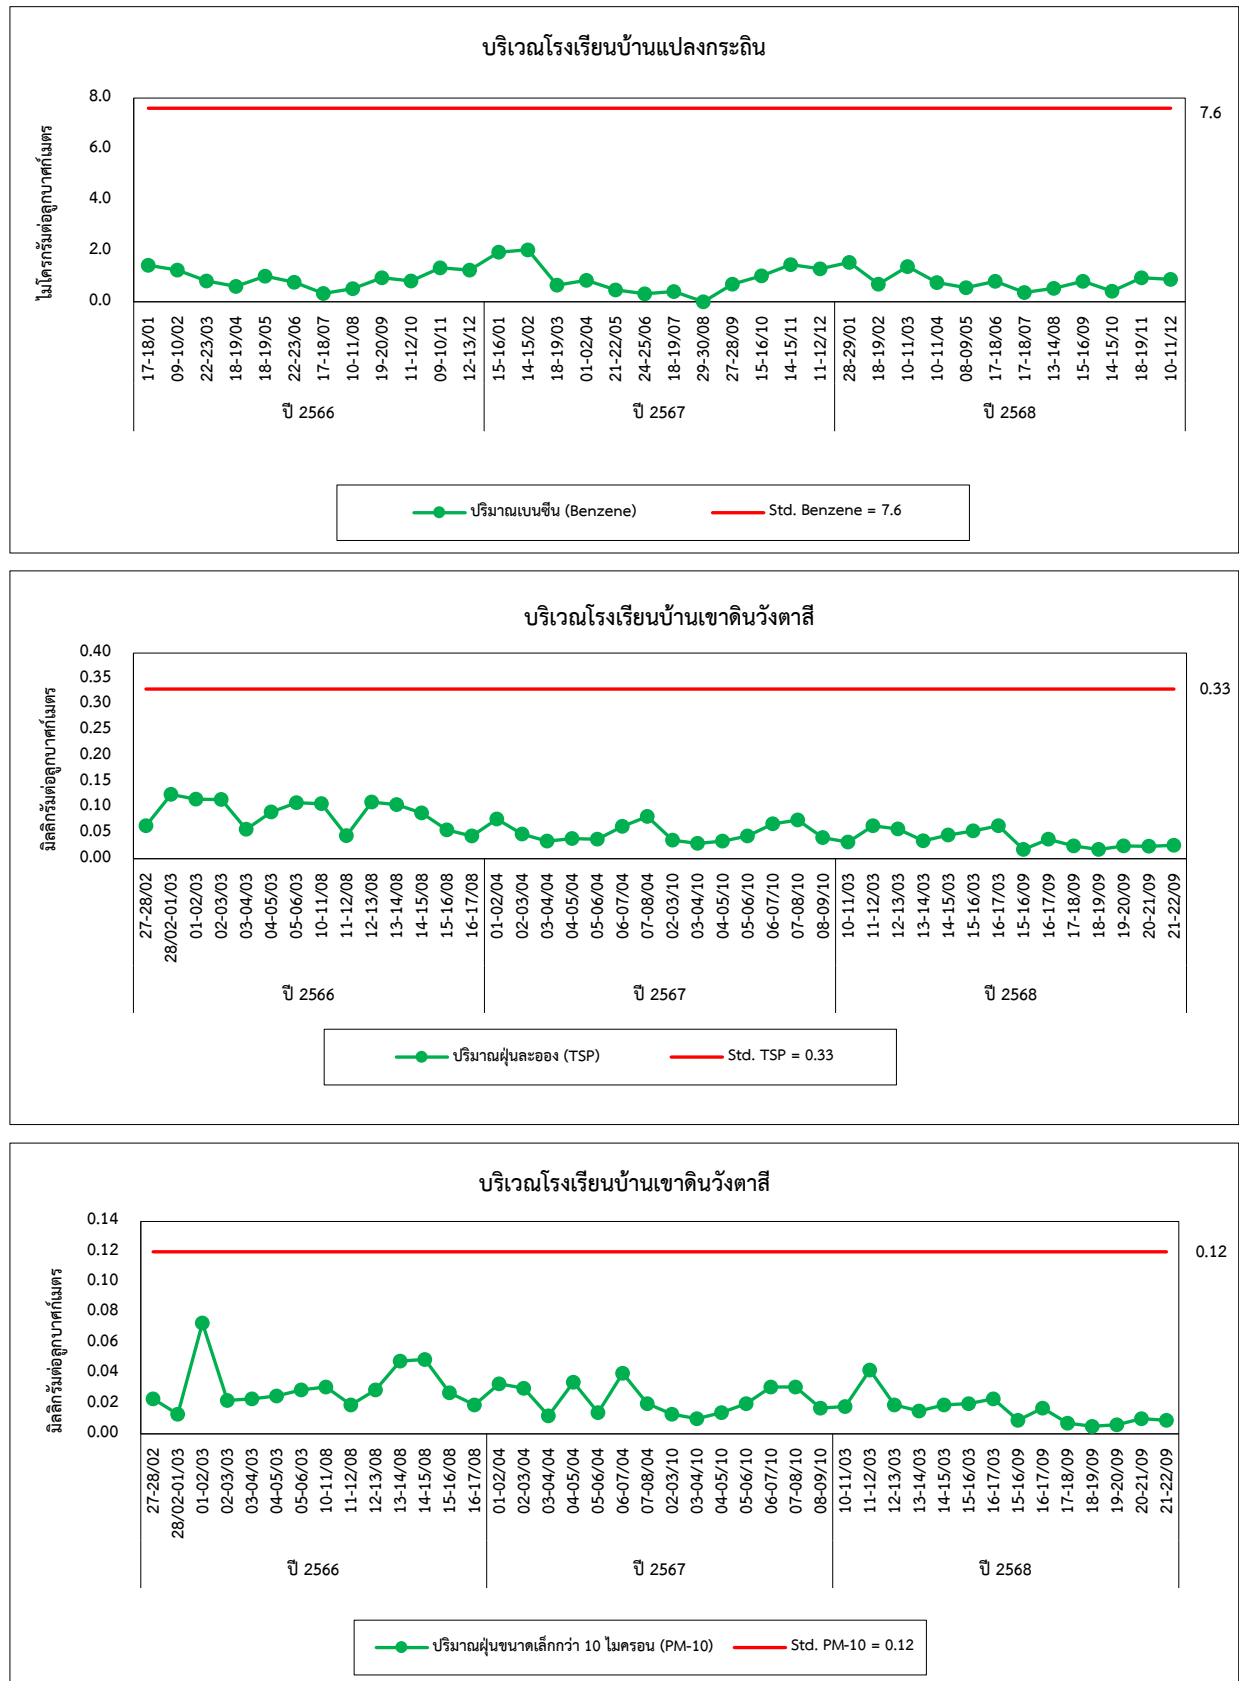 บริเวณโรงเรียนบ้านแปลงกระถิน
ไมโครกรัมต่อลูกบาศก์เมตร
8.0
6.0
4.0
2.0
0.0
7.6
17-18/01 09-10/02 22-23/03 18-19/04 18-19/05 22-23/06 17-18/07 10-11/08 19-20/09 11-12/10 09-10/11 12-13/12 15-16/01 14-15/02 18-19/03 01-02/04 21-22/05 24-25/06 18-19/07 29-30/08 27-28/09 15-16/10 14-15/11 11-12/12 28-29/01 18-19/02 10-11/03 10-11/04 08-09/05 17-18/06 17-18/07 13-14/08 15-16/09 14-15/10 18-19/11 10-11/12
ปี 2566 ปี 2567 ปี 2568
ปริมาณเบนซีน (Benzene) Std. Benzene = 7.6
บริเวณโรงเรียนบ้านเขาดินวังตาสี
มิลลิกรัมต่อลูกบาศก์เมตร
0.40
0.35
0.30
0.25
0.20
0.15
0.10
0.05
0.00
0.33
27-28/02 28/02-01/03 01-02/03 02-03/03 03-04/03 04-05/03 05-06/03 10-11/08 11-12/08 12-13/08 13-14/08 14-15/08 15-16/08 16-17/08 01-02/04 02-03/04 03-04/04 04-05/04 05-06/04 06-07/04 07-08/04 02-03/10 03-04/10 04-05/10 05-06/10 06-07/10 07-08/10 08-09/10 10-11/03 11-12/03 12-13/03 13-14/03 14-15/03 15-16/03 16-17/03 15-16/09 16-17/09 17-18/09 18-19/09 19-20/09 20-21/09 21-22/09
ปี 2566 ปี 2567 ปี 2568
ปริมาณฝุ่นละออง (TSP) Std. TSP = 0.33
บริเวณโรงเรียนบ้านเขาดินวังตาสี
มิลลิกรัมต่อลูกบาศก์เมตร
0.14
0.12
0.10
0.08
0.06
0.04
0.02
0.00
0.12
27-28/02 28/02-01/03 01-02/03 02-03/03 03-04/03 04-05/03 05-06/03 10-11/08 11-12/08 12-13/08 13-14/08 14-15/08 15-16/08 16-17/08 01-02/04 02-03/04 03-04/04 04-05/04 05-06/04 06-07/04 07-08/04 02-03/10 03-04/10 04-05/10 05-06/10 06-07/10 07-08/10 08-09/10 10-11/03 11-12/03 12-13/03 13-14/03 14-15/03 15-16/03 16-17/03 15-16/09 16-17/09 17-18/09 18-19/09 19-20/09 20-21/09 21-22/09
ปี 2566 ปี 2567 ปี 2568
ปริมาณฝุ่นขนาดเล็กกว่า 10 ไมครอน (PM-10) Std. PM-10 = 0.12